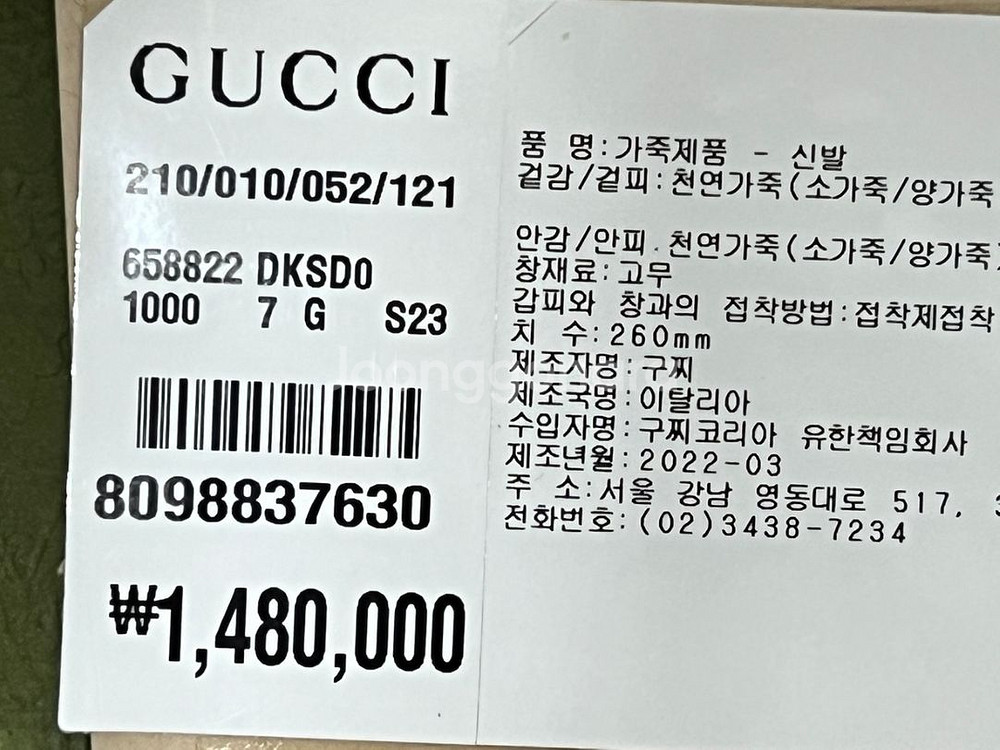 GUCCI
210/010/052/121
658822 DKSD0
1000 7 G S23
8098837630
₩1,480,000
품 명:가죽제품 - 신발
겉감/겉피:천연가죽(소가죽/양가죽
안감/안피.천연가죽(소가죽/양가죽)
창재료:고무
갑피와 창과의 접착방법:접착제접착
치 수:260mm
제조자명:구찌
제조국명:이탈리아
수입자명:구찌코리아 유한책임회사
제조년월:2022-03
주 소:서울 강남 영동대로 517,
전화번호:(02)3438-7234